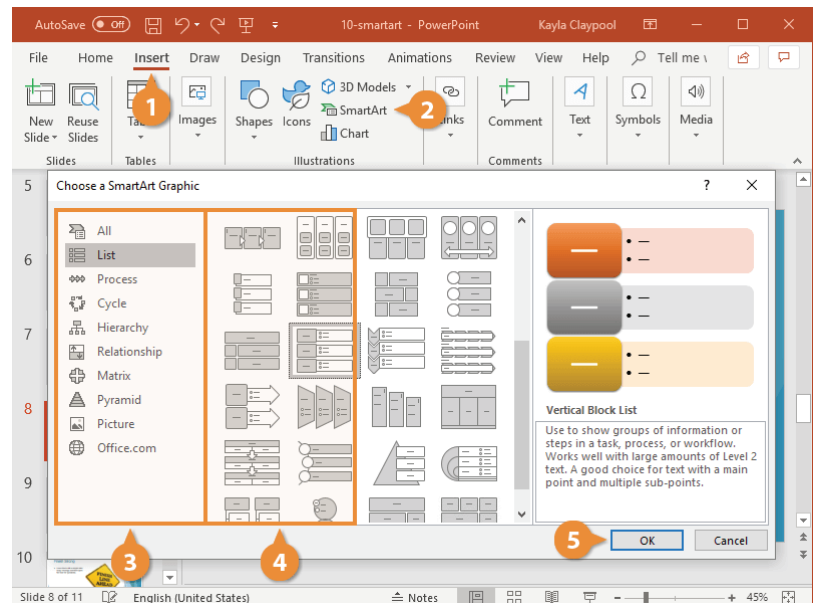 AutoSave Off 10-smartart - PowerPoint Kayla Claypool
File Home Insert Draw Design Transitions Animations Review View Help Tell me
1
2
New Slide
Reuse Slides
Images
Shapes
Icons
3D Models
SmartArt
Chart
Comment
Text
Symbols
Media
Slides Tables Illustrations Comments
5
6
7
8
9
10
Choose a SmartArt Graphic ?
All
List
Process
Cycle
Hierarchy
Relationship
Matrix
Pyramid
Picture
Office.com
Vertical Block List
Use to show groups of information or
steps in a task, process, or workflow.
Works well with large amounts of Level 2
text. A good choice for text with a main
point and multiple sub-points.
3
4
5
OK Cancel
Slide 8 of 11 English (United States) Notes 45%